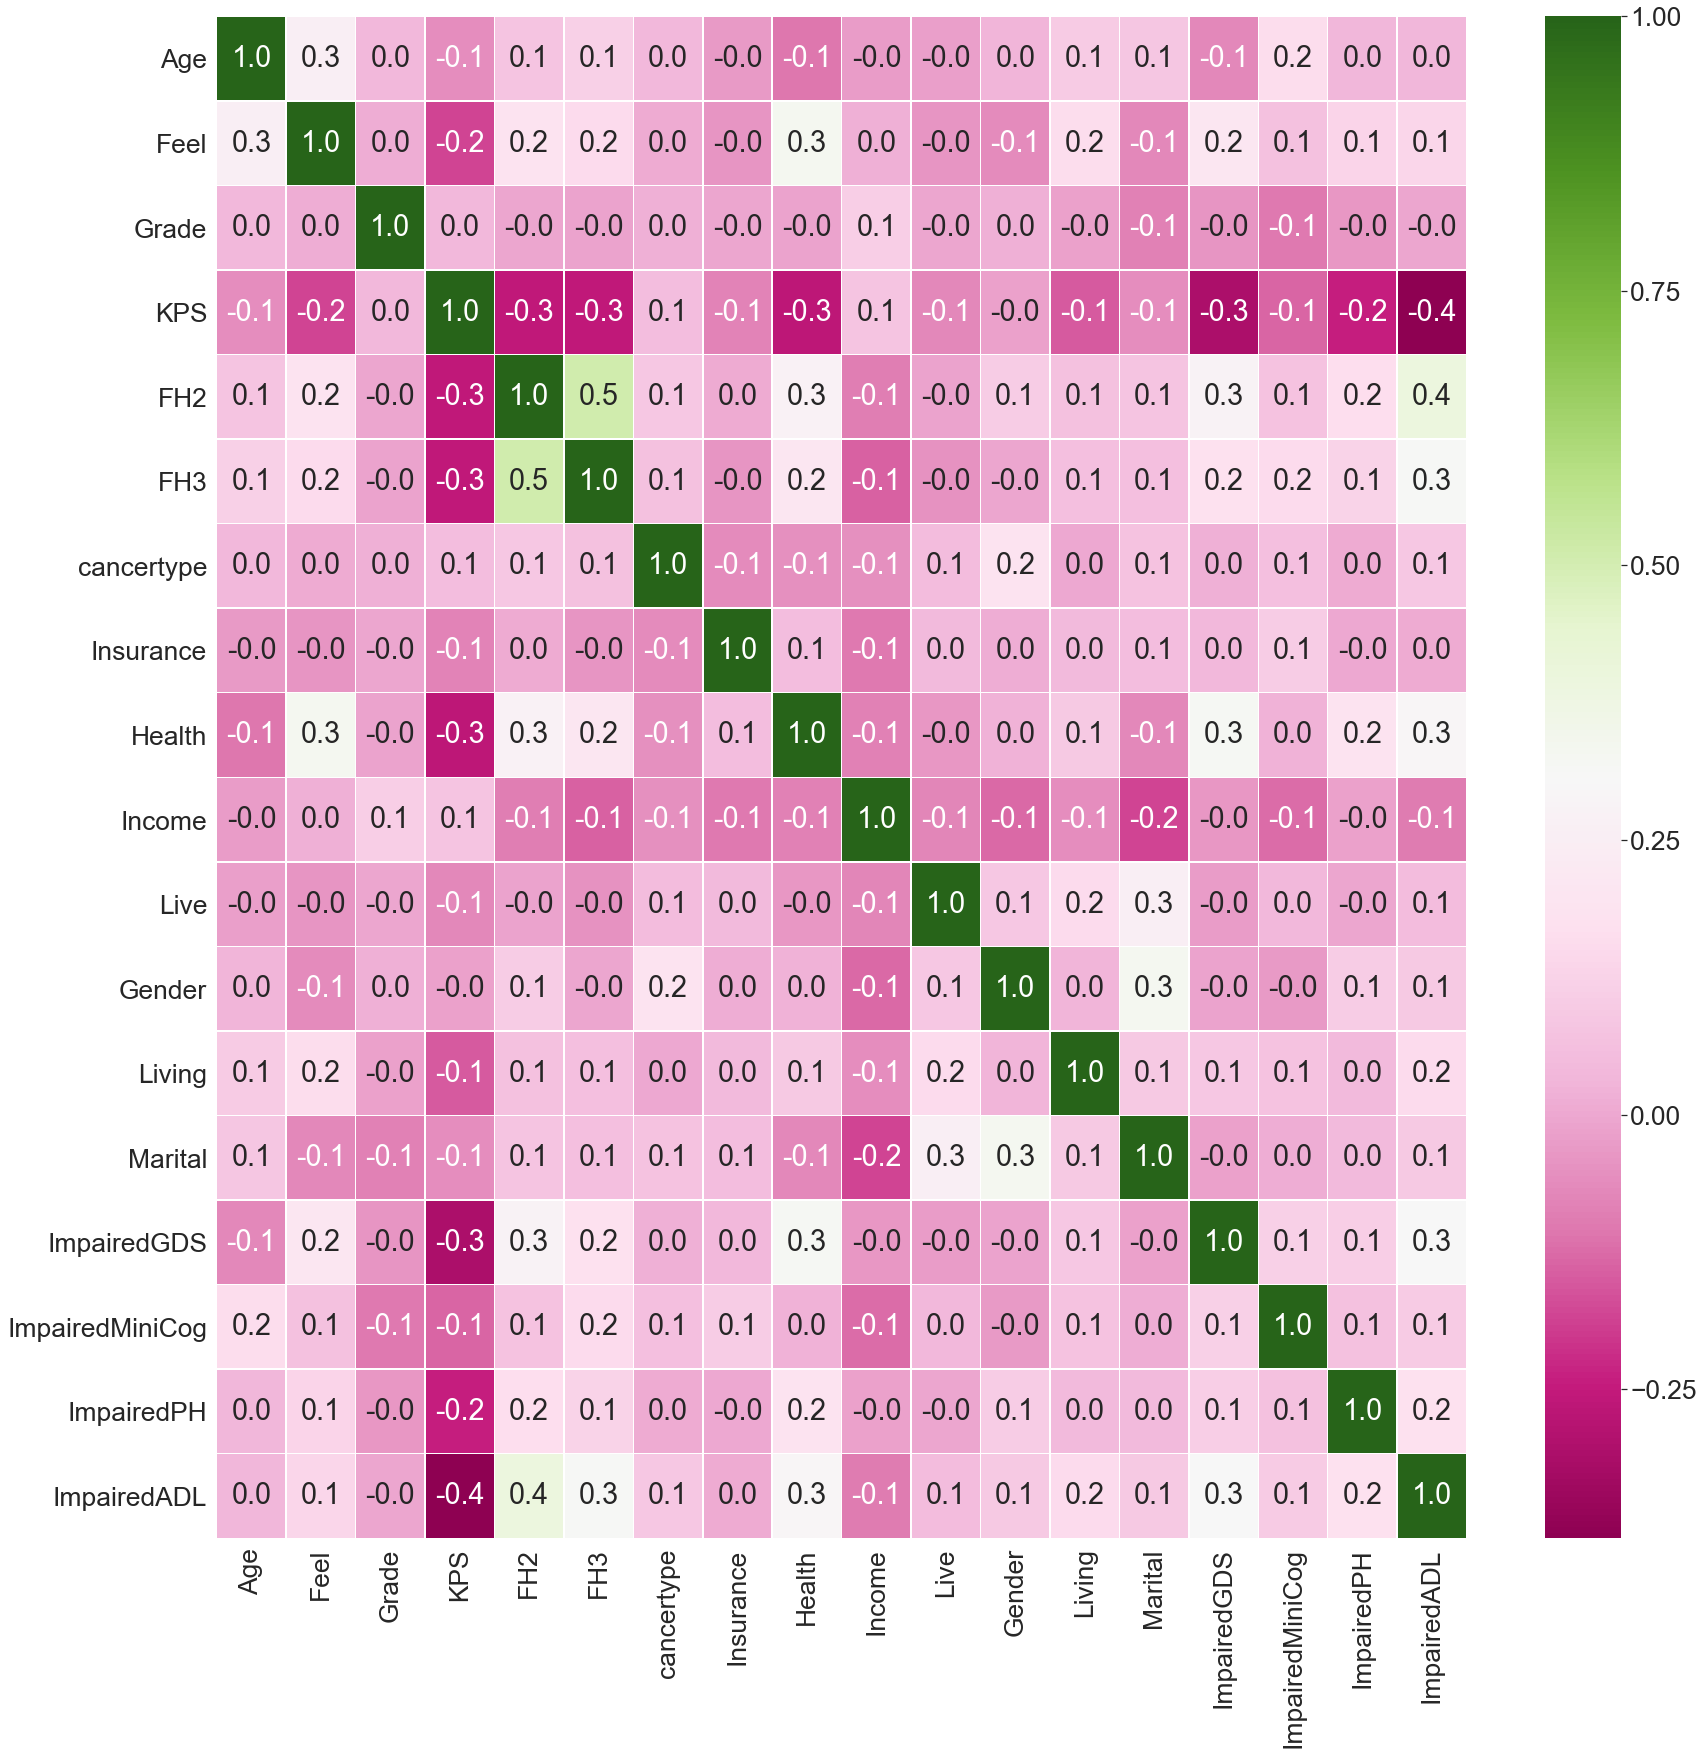 Age 1.0 0.3 0.0 -0.1 0.1 0.1 0.0 -0.0 -0.1 -0.0 -0.0 0.0 0.1 0.1 -0.1 0.2 0.0 0.0
Feel 0.3 1.0 0.0 -0.2 0.2 0.2 0.0 -0.0 0.3 0.0 -0.0 -0.1 0.2 -0.1 0.2 0.1 0.1 0.1
Grade 0.0 0.0 1.0 0.0 -0.0 -0.0 0.0 -0.0 -0.0 0.1 -0.0 0.0 -0.0 -0.1 -0.0 -0.1 -0.0 -0.0
KPS -0.1 -0.2 0.0 1.0 -0.3 -0.3 0.1 -0.1 -0.3 0.1 -0.1 -0.0 -0.1 -0.1 -0.3 -0.1 -0.2 -0.4
FH2 0.1 0.2 -0.0 -0.3 1.0 0.5 0.1 0.0 0.3 -0.1 -0.0 0.1 0.1 0.1 0.3 0.1 0.2 0.4
FH3 0.1 0.2 -0.0 -0.3 0.5 1.0 0.1 -0.0 0.2 -0.1 -0.0 -0.0 0.1 0.1 0.2 0.2 0.1 0.3
cancertype 0.0 0.0 0.0 0.1 0.1 0.1 1.0 -0.1 -0.1 -0.1 0.1 0.2 0.0 0.1 0.0 0.1 0.0 0.1
Insurance -0.0 -0.0 -0.0 -0.1 0.0 -0.0 -0.1 1.0 0.1 -0.1 0.0 0.0 0.0 0.1 0.0 0.1 -0.0 0.0
Health -0.1 0.3 -0.0 -0.3 0.3 0.2 -0.1 0.1 1.0 -0.1 -0.0 0.0 0.1 -0.1 0.3 0.0 0.2 0.3
Income -0.0 0.0 0.1 0.1 -0.1 -0.1 -0.1 -0.1 -0.1 1.0 -0.1 -0.1 -0.1 -0.2 -0.0 -0.1 -0.0 -0.1
Live -0.0 -0.0 -0.0 -0.1 -0.0 -0.0 0.1 0.0 -0.0 -0.1 1.0 0.1 0.2 0.3 -0.0 0.0 -0.0 0.1
Gender 0.0 -0.1 0.0 -0.0 0.1 -0.0 0.2 0.0 0.0 -0.1 0.1 1.0 0.0 0.3 -0.0 -0.0 0.1 0.1
Living 0.1 0.2 -0.0 -0.1 0.1 0.1 0.0 0.0 0.1 -0.1 0.2 0.0 1.0 0.1 0.1 0.1 0.0 0.2
Marital 0.1 -0.1 -0.1 -0.1 0.1 0.1 0.1 0.1 -0.1 -0.2 0.3 0.3 0.1 1.0 -0.0 0.0 0.0 0.1
ImpairedGDS -0.1 0.2 -0.0 -0.3 0.3 0.2 0.0 0.0 0.3 -0.0 -0.0 -0.0 0.1 -0.0 1.0 0.1 0.1 0.3
ImpairedMiniCog 0.2 0.1 -0.1 -0.1 0.1 0.2 0.1 0.1 0.0 -0.1 0.0 -0.0 0.1 0.0 0.1 1.0 0.1 0.1
ImpairedPH 0.0 0.1 -0.0 -0.2 0.2 0.1 0.0 -0.0 0.2 -0.0 -0.0 0.1 0.0 0.0 0.1 0.1 1.0 0.2
ImpairedADL 0.0 0.1 -0.0 -0.4 0.4 0.3 0.1 0.0 0.3 -0.1 0.1 0.1 0.2 0.1 0.3 0.1 0.2 1.0
Age Feel Grade KPS FH2 FH3 cancertype Insurance Health Income Live Gender Living Marital ImpairedGDS ImpairedMiniCog ImpairedPH ImpairedADL
1.00
0.75
0.50
0.25
0.00
−0.25